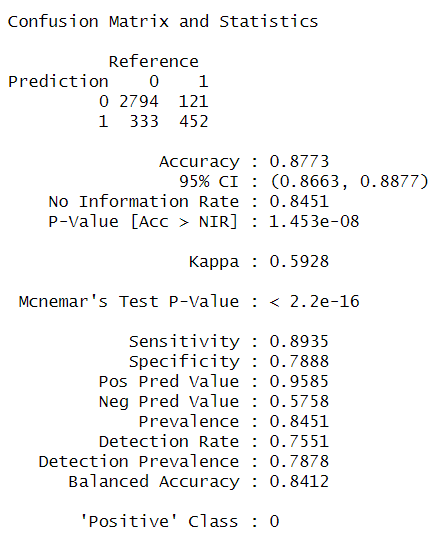 Confusion Matrix and Statistics
Reference
Prediction 0 1
0 2794 121
1 333 452
Accuracy : 0.8773
95% CI : (0.8663, 0.8877)
No Information Rate : 0.8451
P-Value [Acc > NIR] : 1.453e-08
Kappa : 0.5928
Mcnemar's Test P-Value : < 2.2e-16
Sensitivity : 0.8935
Specificity : 0.7888
Pos Pred Value : 0.9585
Neg Pred Value : 0.5758
Prevalence : 0.8451
Detection Rate : 0.7551
Detection Prevalence : 0.7878
Balanced Accuracy : 0.8412
'Positive' Class : 0